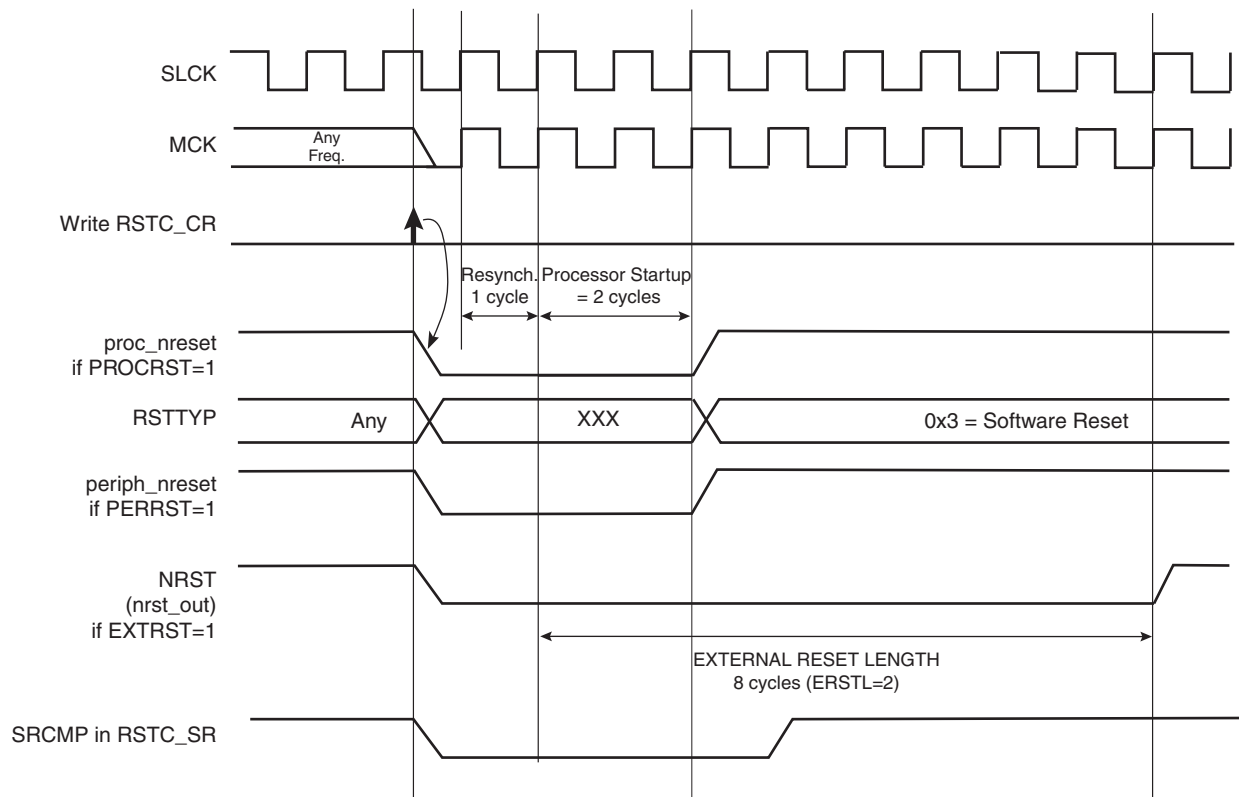 SLCK
MCK
Any
Freq.
Write RSTC_CR
Resynch.
1 cycle
Processor Startup
= 2 cycles
proc_nreset
if PROCRST=1
RSTTYP
Any
XXX
0x3 = Software Reset
periph_nreset
if PERRST=1
NRST
(nrst_out)
if EXTRST=1
EXTERNAL RESET LENGTH
8 cycles (ERSTL=2)
SRCMP in RSTC_SR